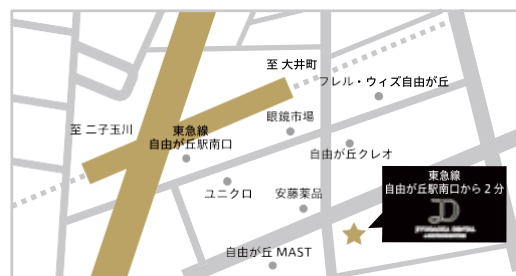 至 大井町
フレル・ウィズ自由が丘
眼鏡市場
至 二子玉川
東急線
自由が丘駅南口
自由が丘クレオ
東急線
自由が丘駅南口から2分
ユニクロ
安藤薬品
自由が丘 MAST